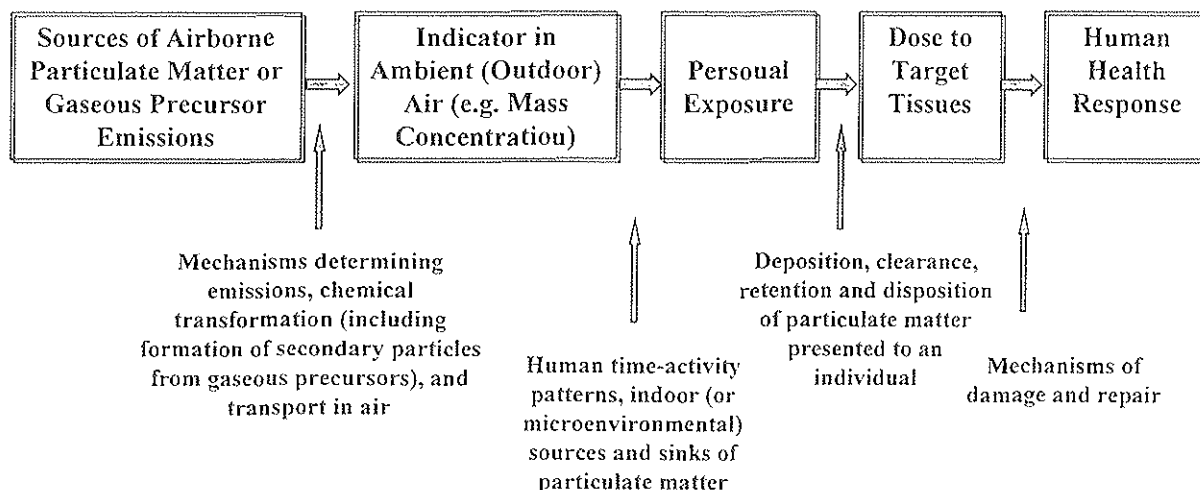 Sources of Airborne
Particulate Matter or
Gaseous Precursor
Emissions
Indicator in
Ambient (Outdoor)
Air (e.g. Mass
Concentration)
Persoual
Exposure
Dose to
Target
Tissues
Human
Health
Response
Mechanisms determining
emissions, chemical
transformation (including
formation of secondary particles
from gaseous precursors), and
transport in air
Human time-activity
patterns, indoor (or
microenvironmental)
sources and sinks of
particulate matter
Deposition, clearance,
retention and disposition
of particulate matter
presented to an
individual
Mechanisms of
damage and repair